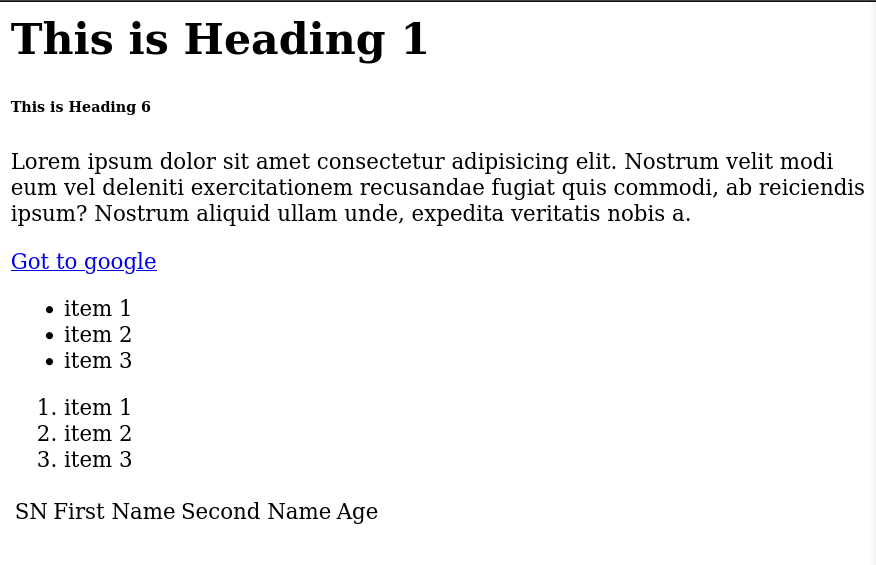 This is Heading 1
This is Heading 6
Lorem ipsum dolor sit amet consectetur adipisicing elit. Nostrum velit modi
eum vel deleniti exercitationem recusandae fugiat quis commodi, ab reiciendis
ipsum? Nostrum aliquid ullam unde, expedita veritatis nobis a.
Got to google
• item 1
• item 2
• item 3
1. item 1
2. item 2
3. item 3
SN First Name Second Name Age